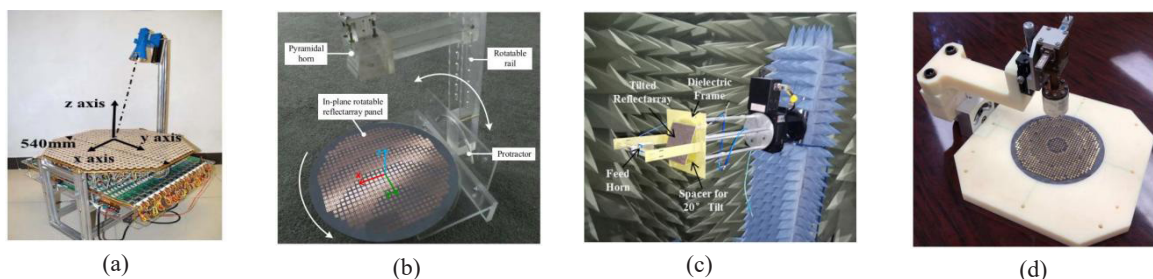 z axis
540mm
y axis
x axis
(a)
Pyramidal
horn
Rotatable
rail
In-plane rotatable
reflectarray panel
Protractor
(b)
Tilted
Reflectarray
Dielectric
Frame
Feed
Horn
Spacer for
20° Tilt
(c)
(d)